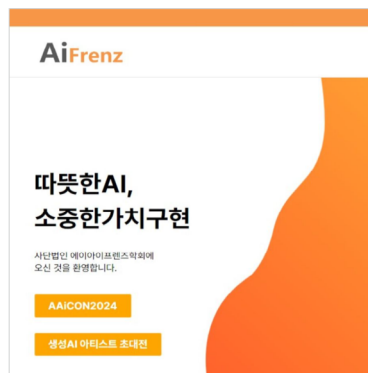 AiFrenz
따뜻한AI,
소중한가치구현
사단법인 에이아이프렌즈학회에
오신 것을 환영합니다.
AAiCON2024
생성AI 아티스트 초대전